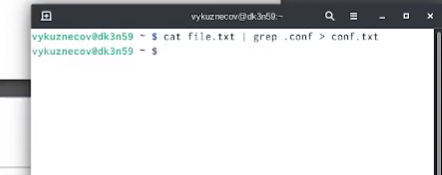 vykuznecov@dk3n59:~
vykuznecov@dk3n59 ~ $ cat file.txt | grep .conf > conf.txt
vykuznecov@dk3n59 ~ $